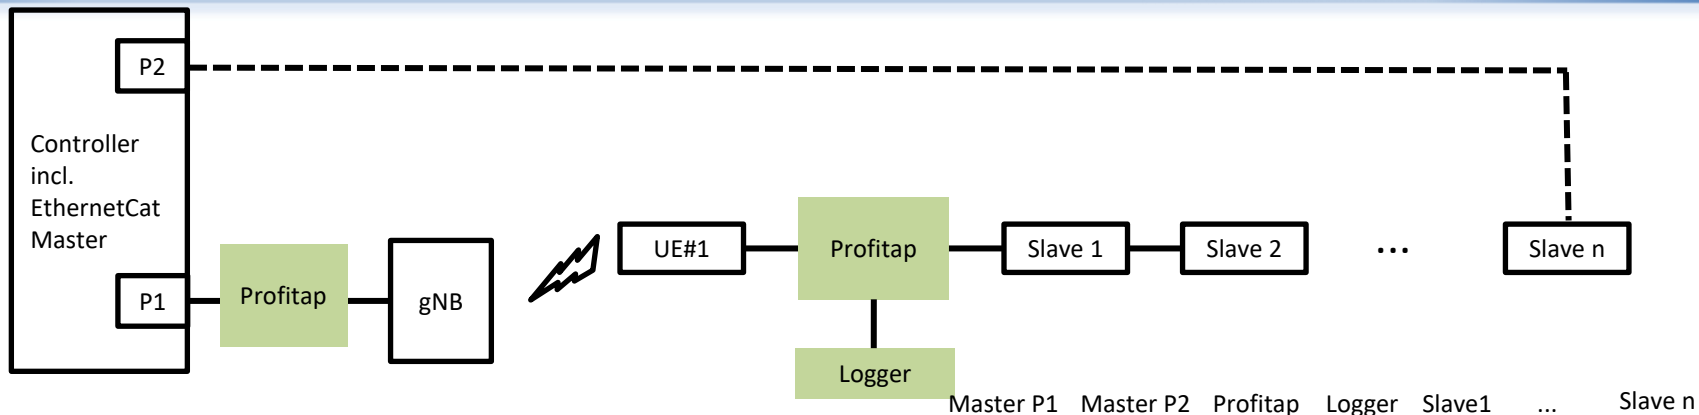 P2
Controller
incl.
EthernetCat
Master
P1
Profitap
gNB
UE#1
Profitap
Logger
Slave 1
Slave 2
...
Slave n
Master P1 Master P2 Profitap Logger Slave1 ... Slave n